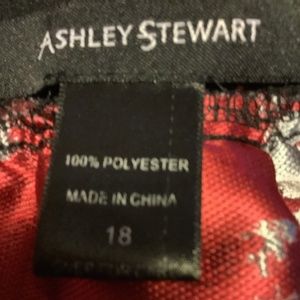 ASHLEY STEWART
100% POLYESTER
MADE IN CHINA
18